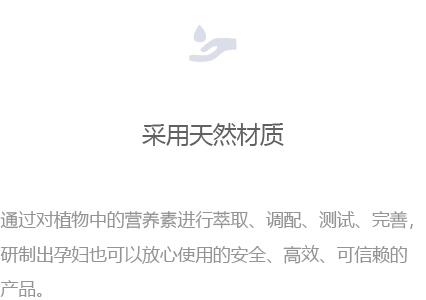 采用天然材质
通过对植物中的营养素进行萃取、调配、测试、完善，
研制出孕妇也可以放心使用的安全、高效、可信赖的
产品。